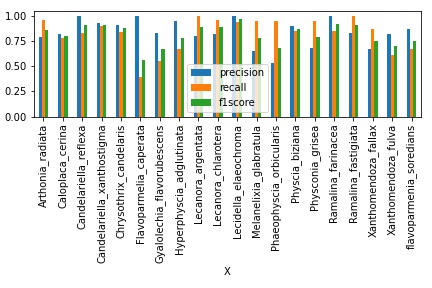 1.00
0.75
0.50
0.25
0.00
precision
recall
f1score
Arthonia_radiata
Caloplaca_cerina
Candelariella_reflexa
Candelariella_xanthostigma
Chrysothrix_candelaris
Flavoparmelia_caperata
Gyalolechia_flavorubescens
Hyperphyscia_adglutinata
Lecanora_argentata
Lecanora_chlarotera
Lecidella_elaeochroma
Melanelixia_glabratula
Phaeophyscia_orbicularis
Physcia_biziana
Physconia_grisea
Ramalina_farinacea
Ramalina_fastigiata
Xanthomendoza_fallax
Xanthomendoza_fulva
flavoparmenia_soredians
X